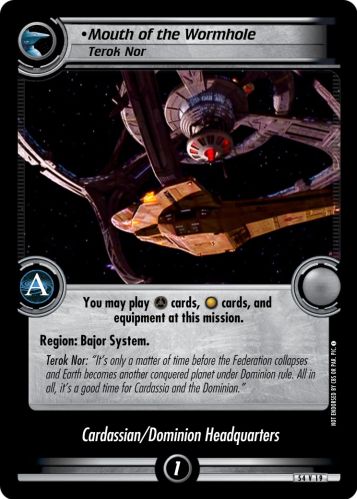 •Mouth of the Wormhole
Terok Nor
A
You may play cards, cards, and
equipment at this mission.
Region: Bajor System.
Terok Nor: "It's only a matter of time before the Federation collapses
and Earth becomes another conquered planet under Dominion rule. All in
all, it's a good time for Cardassia and the Dominion."
NOT ENDORSED BY CBS OR PAR. PIC.
Cardassian/Dominion Headquarters
1
54 V 19